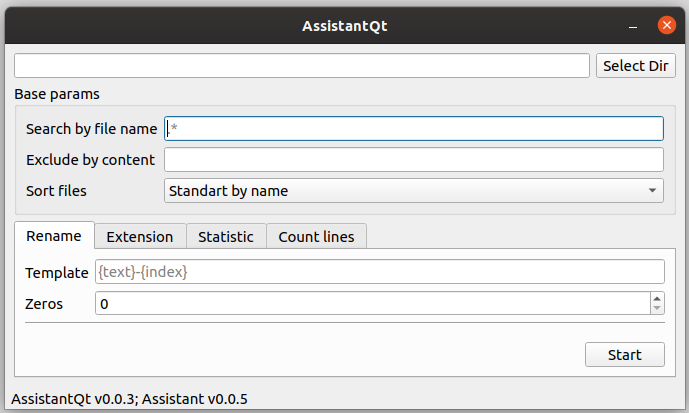 AssistantQt
Select Dir
Base params
Search by file name .*
Exclude by content
Sort files Standart by name
Rename Extension Statistic Count lines
Template {text}-{index}
Zeros 0
Start
AssistantQt v0.0.3; Assistant v0.0.5